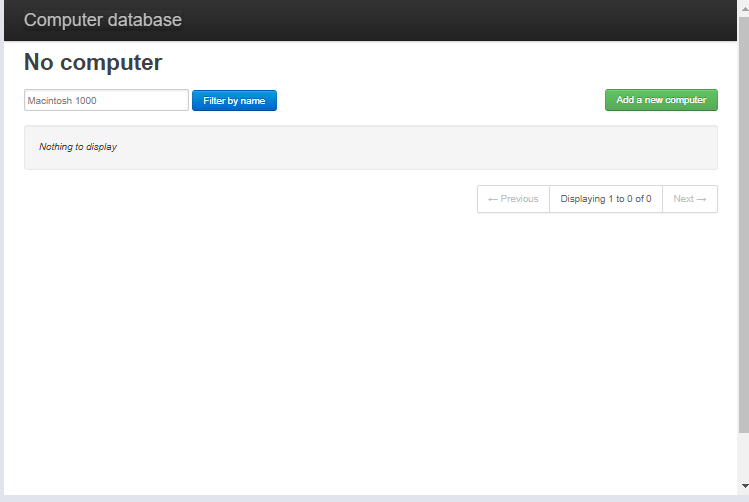 Computer database
No computer
Macintosh 1000
Filter by name
Add a new computer
Nothing to display
← Previous
Displaying 1 to 0 of 0
Next →